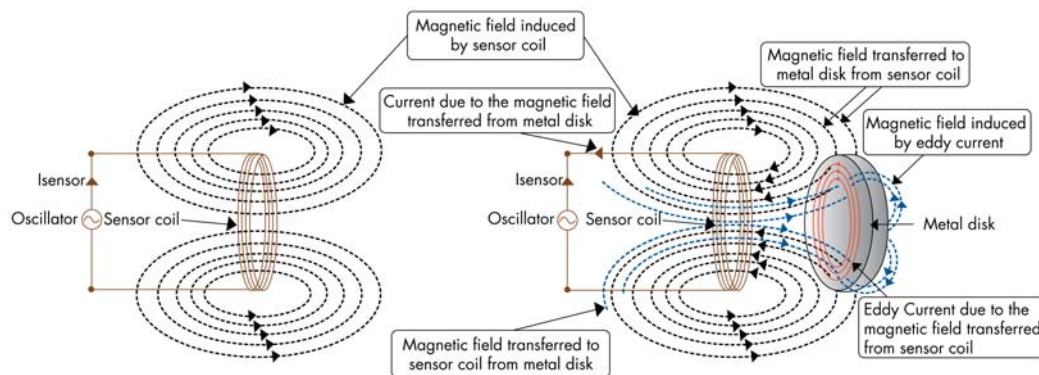 Magnetic field induced
by sensor coil
Isensor
Oscillator
Sensor coil
Current due to the magnetic field
transferred from metal disk
Magnetic field transferred to
metal disk from sensor coil
Magnetic field induced
by eddy current
Isensor
Oscillator
Sensor coil
Metal disk
Magnetic field transferred to
sensor coil from metal disk
Eddy Current due to the
magnetic field transferred
from sensor coil